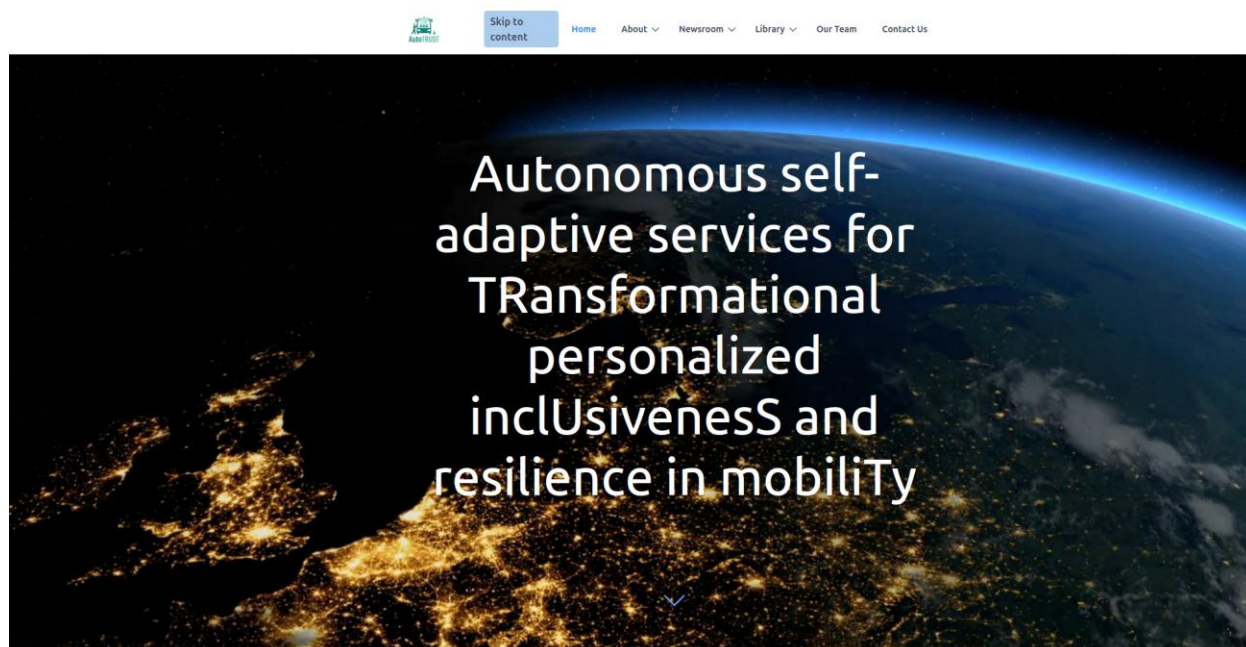 AutoTRUST
Skip to
content
Home
About
Newsroom
Library
Our Team
Contact Us
Autonomous self-
adaptive services for
TRansformational
personalized
inclUsivenesS and
resilience in mobiliTy